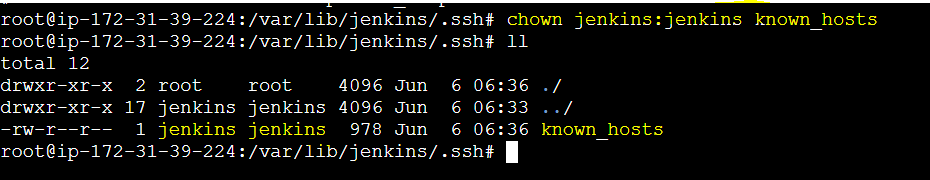 root@ip-172-31-39-224:/var/lib/jenkins/.ssh# chown jenkins:jenkins known_hosts
root@ip-172-31-39-224:/var/lib/jenkins/.ssh# ll
total 12
drwxr-xr-x  2 root    root    4096 Jun  6 06:36 ./
drwxr-xr-x 17 jenkins jenkins 4096 Jun  6 06:33 ../
-rw-r--r--  1 jenkins jenkins  978 Jun  6 06:36 known_hosts
root@ip-172-31-39-224:/var/lib/jenkins/.ssh#